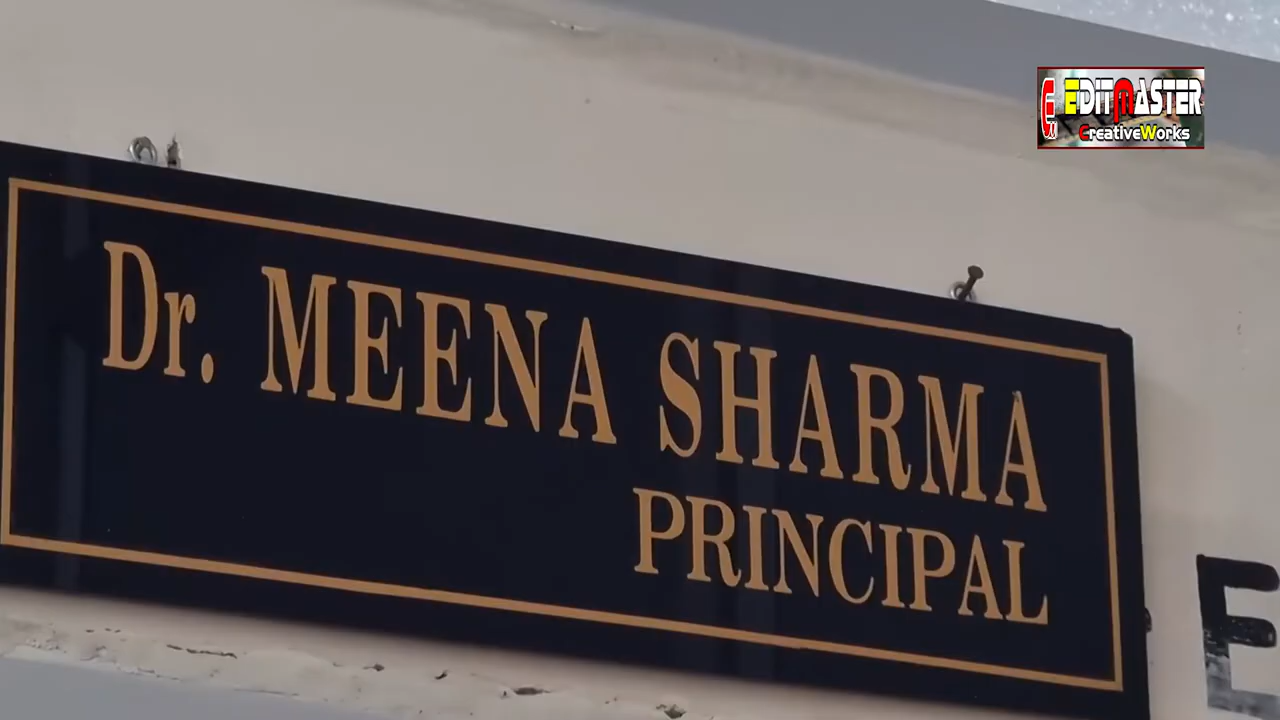 EDITMASTER
CreativeWorks
Dr. MEENA SHARMA
PRINCIPAL
E